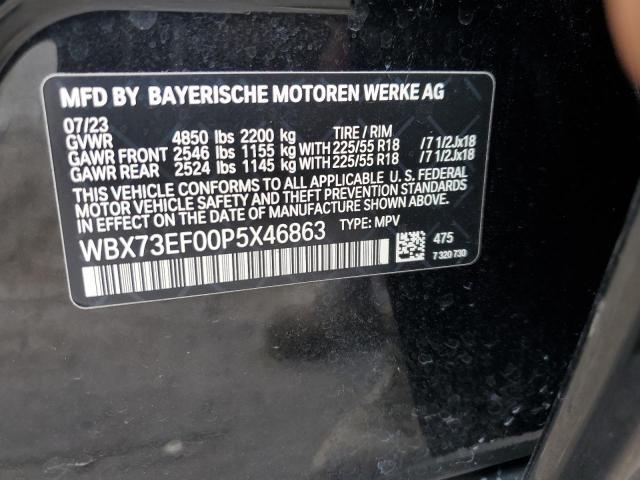 MFD BY BAYERISCHE MOTOREN WERKE AG
07/23
GVWR 4850 lbs 2200 kg TIRE / RIM
GAWR FRONT 2546 lbs 1155 kg WITH 225/55 R18 /7 1/2Jx18
GAWR REAR 2524 lbs 1145 kg WITH 225/55 R18 /7 1/2Jx18
THIS VEHICLE CONFORMS TO ALL APPLICABLE U. S. FEDERAL
MOTOR VEHICLE SAFETY AND THEFT PREVENTION STANDARDS
IN EFFECT ON THE DATE OF MANUFACTURE SHOWN ABOVE.
WBX73EF00P5X46863 TYPE: MPV
475
7 320 730